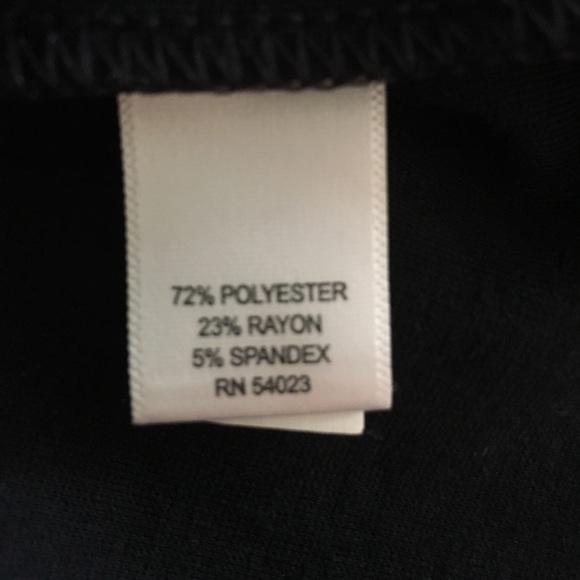 72% POLYESTER
23% RAYON
5% SPANDEX
RN 54023